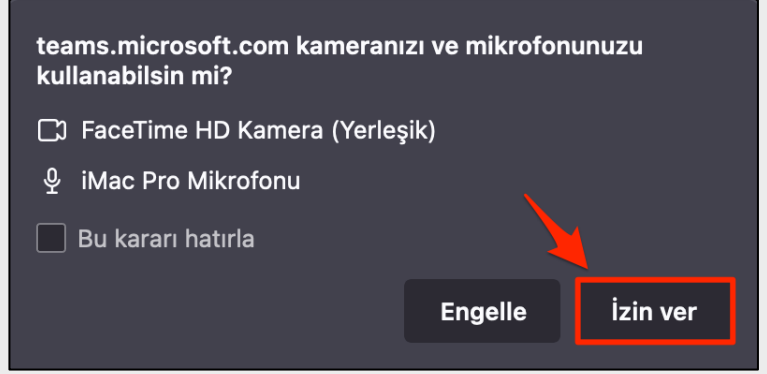 teams.microsoft.com kameranızı ve mikrofonunuzu
kullanabilsin mi?
FaceTime HD Kamera (Yerleşik)
iMac Pro Mikrofonu
Bu kararı hatırla
Engelle
İzin ver